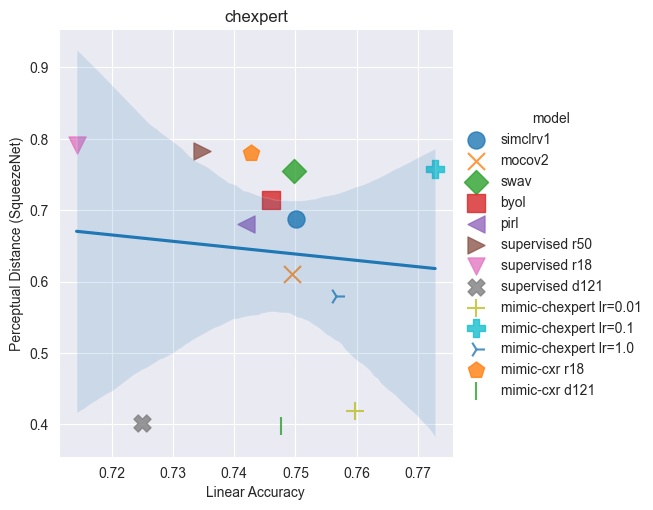 chexpert
Perceptual Distance (SqueezeNet)
0.9
0.8
0.7
0.6
0.5
0.4
0.72 0.73 0.74 0.75 0.76 0.77
Linear Accuracy
model
simclrv1
mocov2
swav
byol
pirl
supervised r50
supervised r18
supervised d121
mimic-chexpert lr=0.01
mimic-chexpert lr=0.1
mimic-chexpert lr=1.0
mimic-cxr r18
mimic-cxr d121